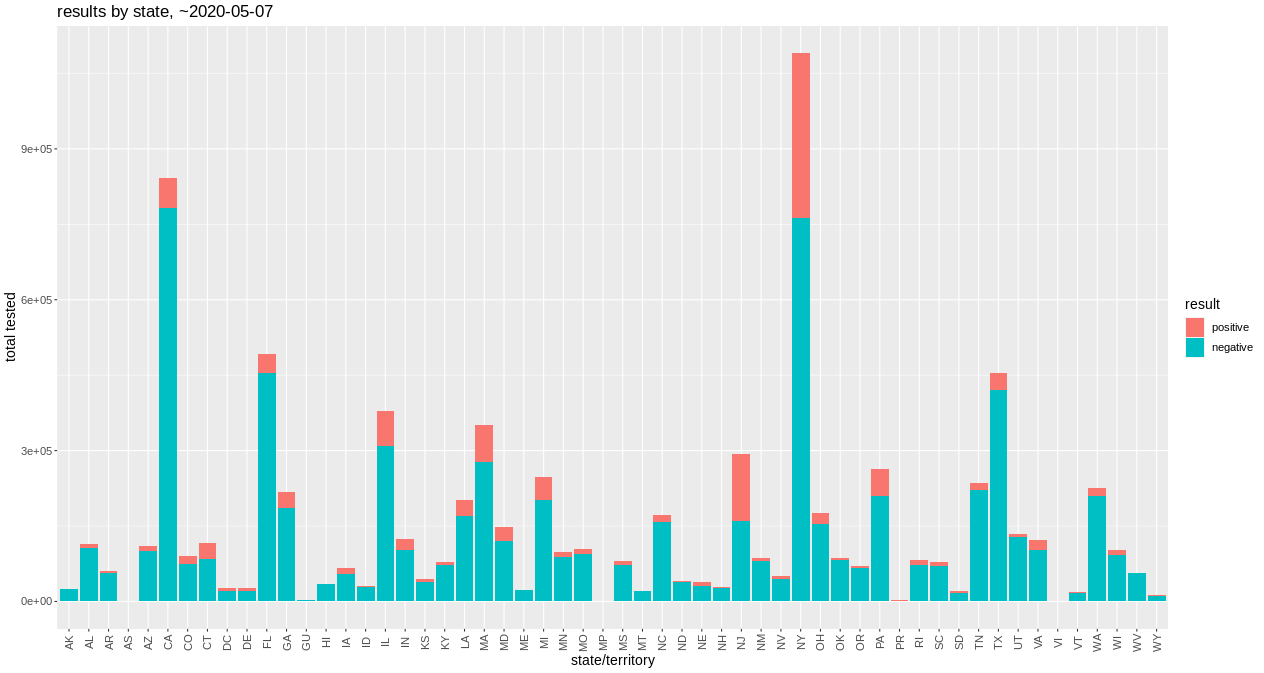 results by state, ~2020-05-07
total tested
9e+05
6e+05
3e+05
0e+00
AK AL AR AS AZ CA CO CT DC DE FL GA GU HI IA ID IL IN KS KY LA MA MD ME MI MN MO MP MS MT NC ND NE NH NJ NM NV NY OH OK OR PA PR RI SC SD TN TX UT VA VI VT WA WI WV WY
state/territory
result
positive
negative